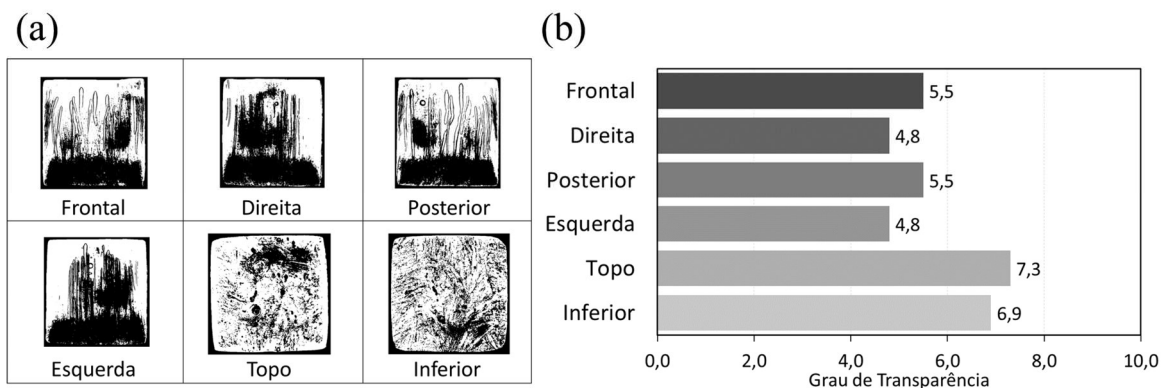 (a)
Frontal
Direita
Posterior
Esquerda
Topo
Inferior
(b)
Frontal
5,5
Direita
4,8
Posterior
5,5
Esquerda
4,8
Topo
7,3
Inferior
6,9
0,0 2,0 4,0 6,0 8,0 10,0
Grau de Transparência